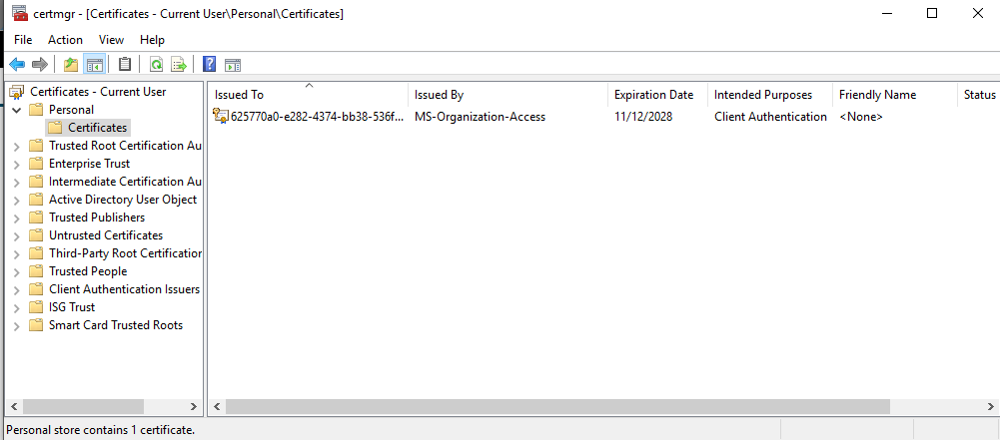 certmgr - [Certificates - Current User\Personal\Certificates]
File Action View Help
Certificates - Current User
Personal
Certificates
Trusted Root Certification Au
Enterprise Trust
Intermediate Certification Au
Active Directory User Object
Trusted Publishers
Untrusted Certificates
Third-Party Root Certification
Trusted People
Client Authentication Issuers
ISG Trust
Smart Card Trusted Roots
Issued To Issued By Expiration Date Intended Purposes Friendly Name Status
625770a0-e282-4374-bb38-536f... MS-Organization-Access 11/12/2028 Client Authentication <None>
Personal store contains 1 certificate.